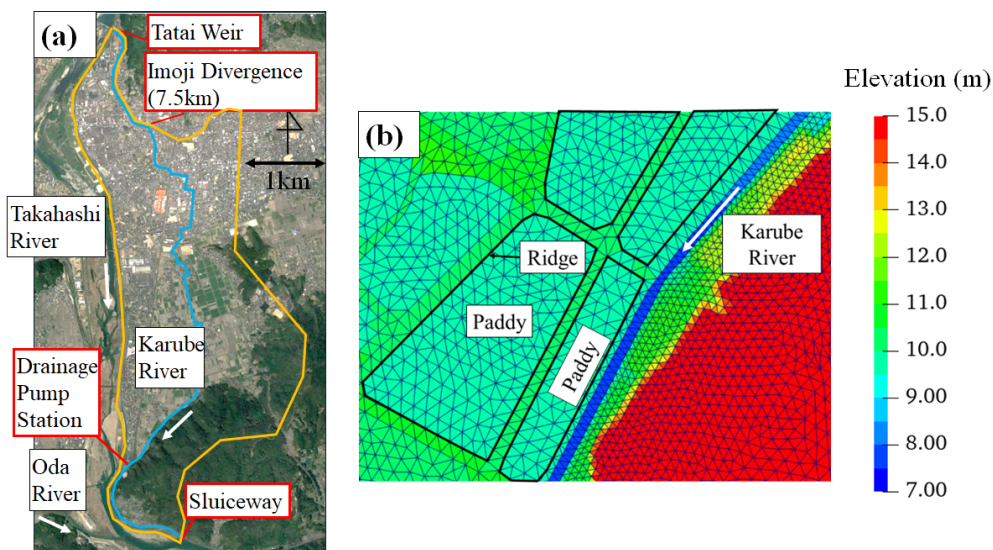 (a)
Tatai Weir
Imoji Divergence
(7.5km)
1km
Takahashi
River
Karube
River
Drainage
Pump
Station
Oda
River
Sluiceway
(b)
Ridge
Paddy
Paddy
Karube
River
Elevation (m)
15.0
14.0
13.0
12.0
11.0
10.0
9.00
8.00
7.00